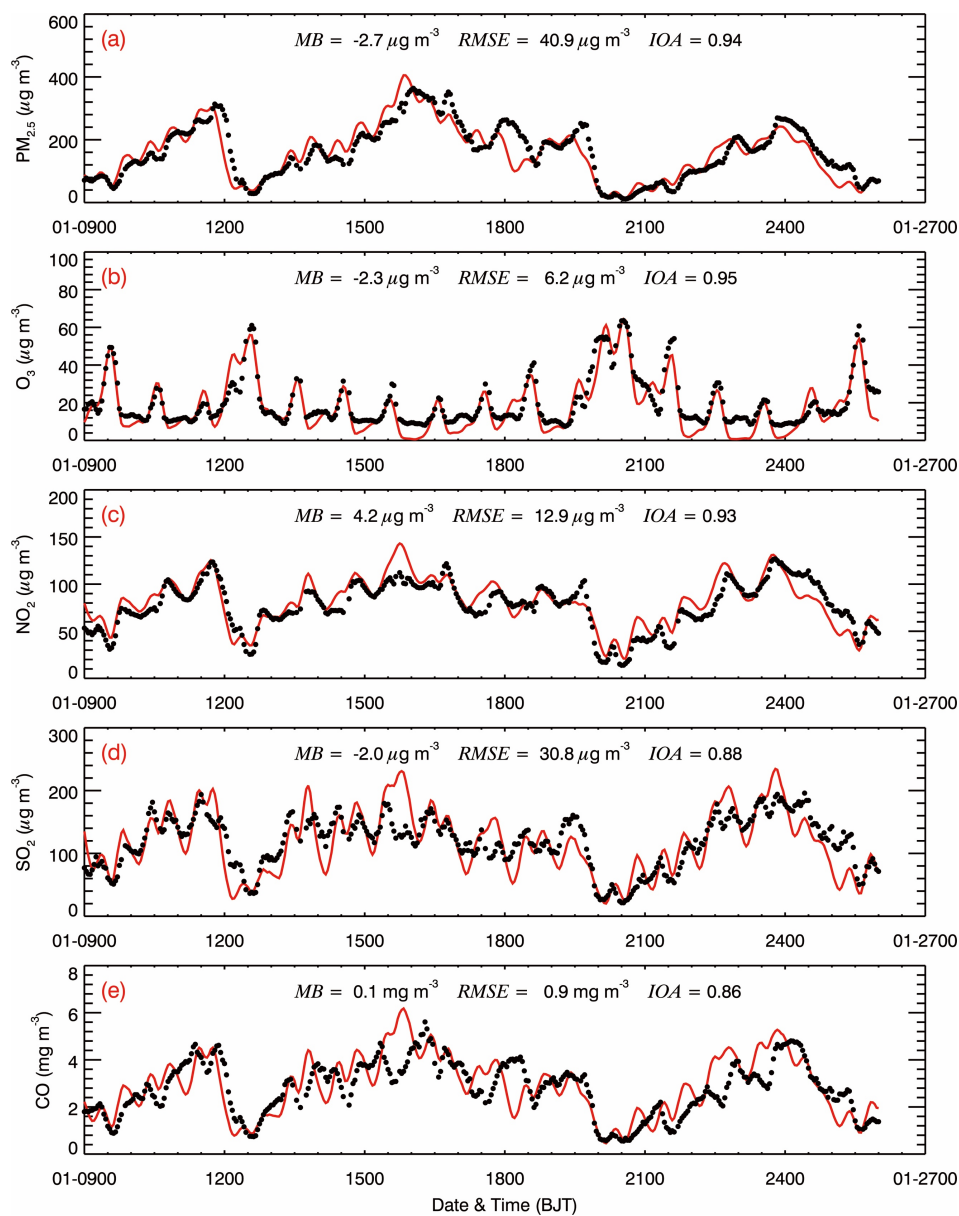 (a) MB = -2.7 µg m-3 RMSE = 40.9 µg m-3 IOA = 0.94
PM2.5 (µg m-3)
600
400
200
0
01-0900 1200 1500 1800 2100 2400 01-2700
(b) MB = -2.3 µg m-3 RMSE = 6.2 µg m-3 IOA = 0.95
O3 (µg m-3)
100
80
60
40
20
0
01-0900 1200 1500 1800 2100 2400 01-2700
(c) MB = 4.2 µg m-3 RMSE = 12.9 µg m-3 IOA = 0.93
NO2 (µg m-3)
200
150
100
50
0
01-0900 1200 1500 1800 2100 2400 01-2700
(d) MB = -2.0 µg m-3 RMSE = 30.8 µg m-3 IOA = 0.88
SO2 (µg m-3)
300
200
100
0
01-0900 1200 1500 1800 2100 2400 01-2700
(e) MB = 0.1 mg m-3 RMSE = 0.9 mg m-3 IOA = 0.86
CO (mg m-3)
8
6
4
2
0
01-0900 1200 1500 1800 2100 2400 01-2700
Date & Time (BJT)